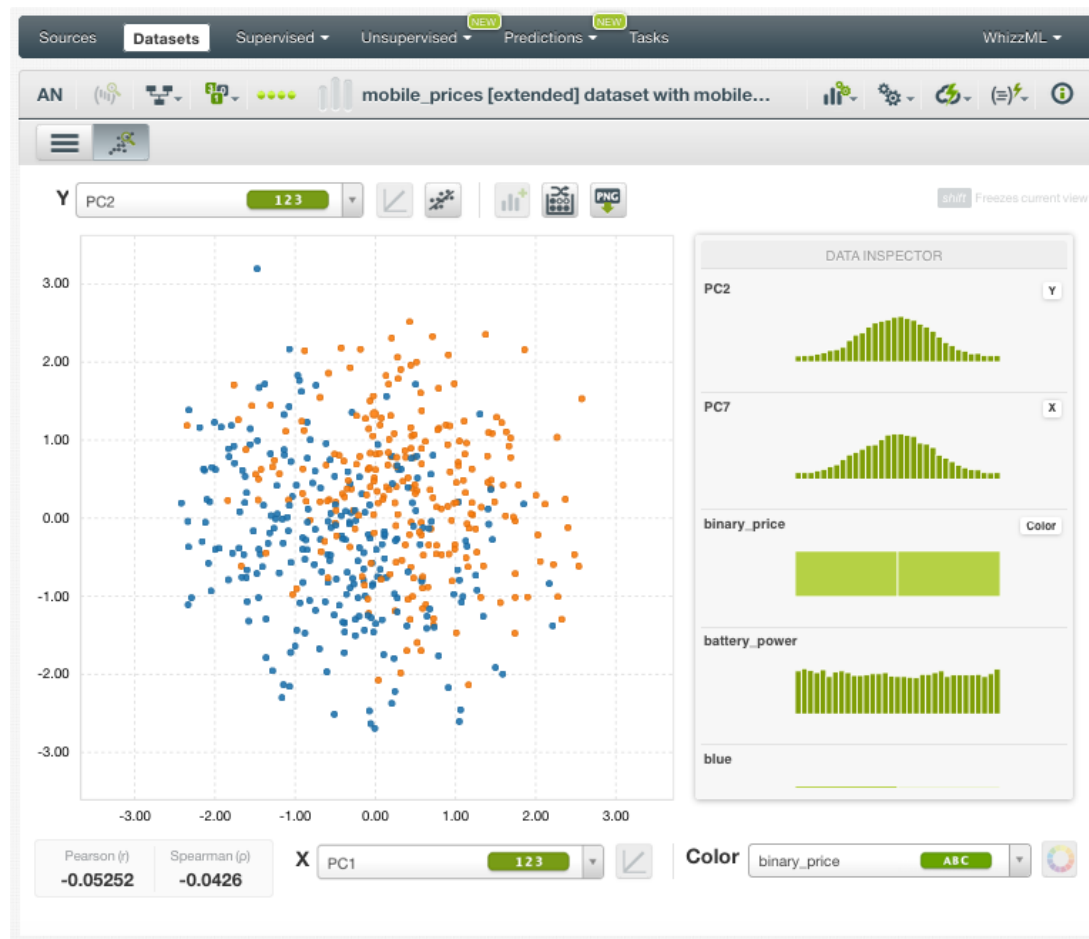 NEW NEW
Sources Datasets Supervised Unsupervised Predictions Tasks WhizzML
AN mobile_prices [extended] dataset with mobile...
Y PC2 123 PNG shift Freezes current view
DATA INSPECTOR
PC2 Y
PC7 X
binary_price Color
battery_power
blue
3.00
2.00
1.00
0.00
-1.00
-2.00
-3.00
-3.00 -2.00 -1.00 0.00 1.00 2.00 3.00
Pearson (r) Spearman (ρ)
-0.05252 -0.0426
X PC1 123 Color binary_price ABC